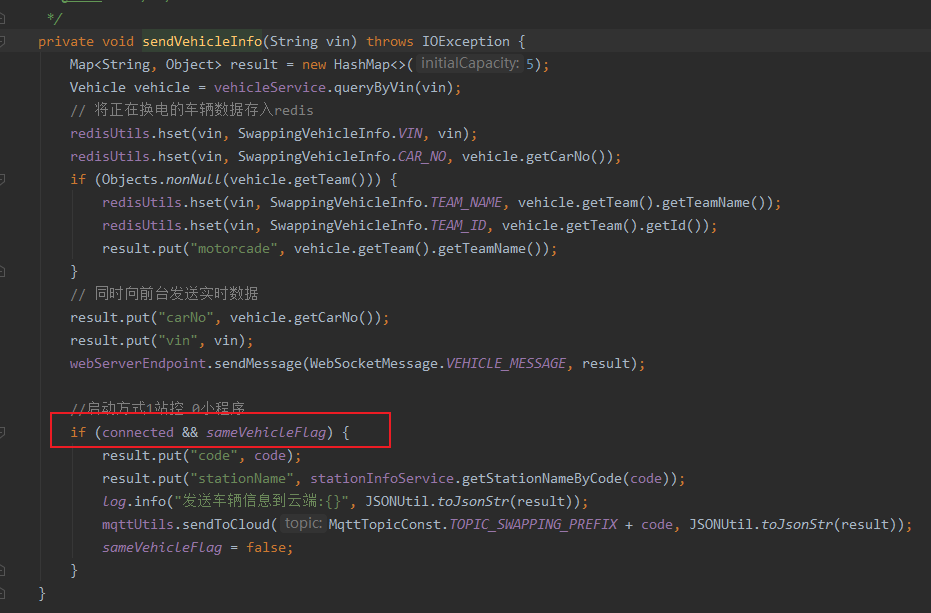 */
private void sendVehicleInfo(String vin) throws IOException {
Map<String, Object> result = new HashMap<>( initialCapacity: 5);
Vehicle vehicle = vehicleService.queryByVin(vin);
// 将正在换电的车辆数据存入redis
redisUtils.hset(vin, SwappingVehicleInfo.VIN, vin);
redisUtils.hset(vin, SwappingVehicleInfo.CAR_NO, vehicle.getCarNo());
if (Objects.nonNull(vehicle.getTeam())) {
redisUtils.hset(vin, SwappingVehicleInfo.TEAM_NAME, vehicle.getTeam().getTeamName());
redisUtils.hset(vin, SwappingVehicleInfo.TEAM_ID, vehicle.getTeam().getId());
result.put("motorcade", vehicle.getTeam().getTeamName());
}
// 同时向前台发送实时数据
result.put("carNo", vehicle.getCarNo());
result.put("vin", vin);
webServerEndpoint.sendMessage(WebSocketMessage.VEHICLE_MESSAGE, result);
//启动方式1站控 0小程序
if (connected && sameVehicleFlag) {
result.put("code", code);
result.put("stationName", stationInfoService.getStationNameByCode(code));
log.info("发送车辆信息到云端:{}", JSONUtil.toJsonStr(result));
mqttUtils.sendToCloud( topic: MqttTopicConst.TOPIC_SWAPPING_PREFIX + code, JSONUtil.toJsonStr(result));
sameVehicleFlag = false;
}
}